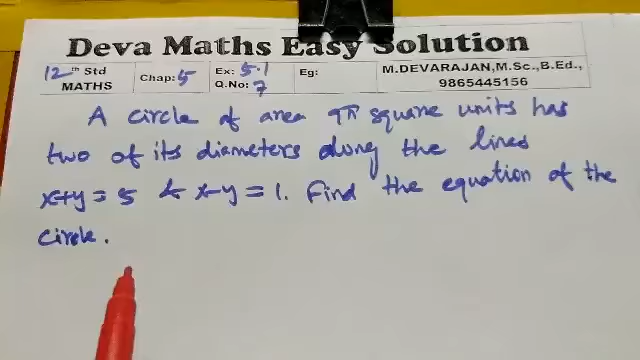 Deva Maths Easy Solution
12th Std
MATHS
Chap: 5
Ex: 5.1
Q.No: 7
Eg:
M.DEVARAJAN,M.Sc.,B.Ed.,
9865445156
A circle of area 9π square units has
two of its diameters along the lines
x+y = 5 & x-y = 1. Find the equation of the
circle.